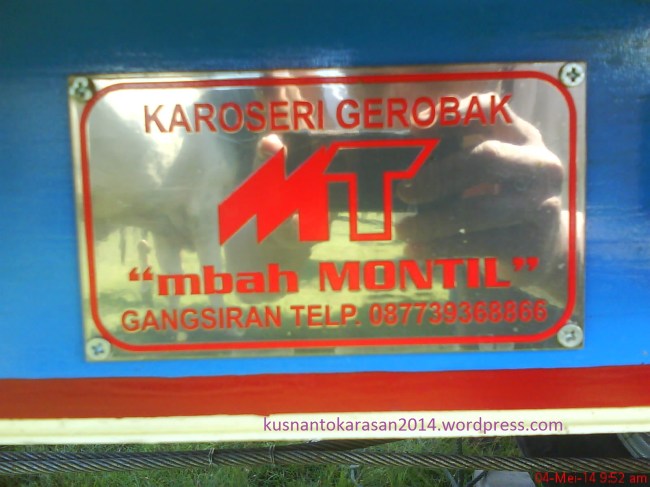 KAROSERI GEROBAK
MT
"mbah MONTIL"
GANGSIRAN TELP. 087739368866
kusnantokarasan2014.wordpress.com
04-Mei-14 9:52 am